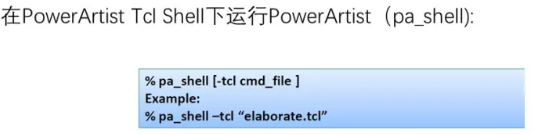 在PowerArtist Tcl Shell下运行PowerArtist（pa_shell):
% pa_shell [-tcl cmd_file ]
Example:
% pa_shell –tcl “elaborate.tcl”